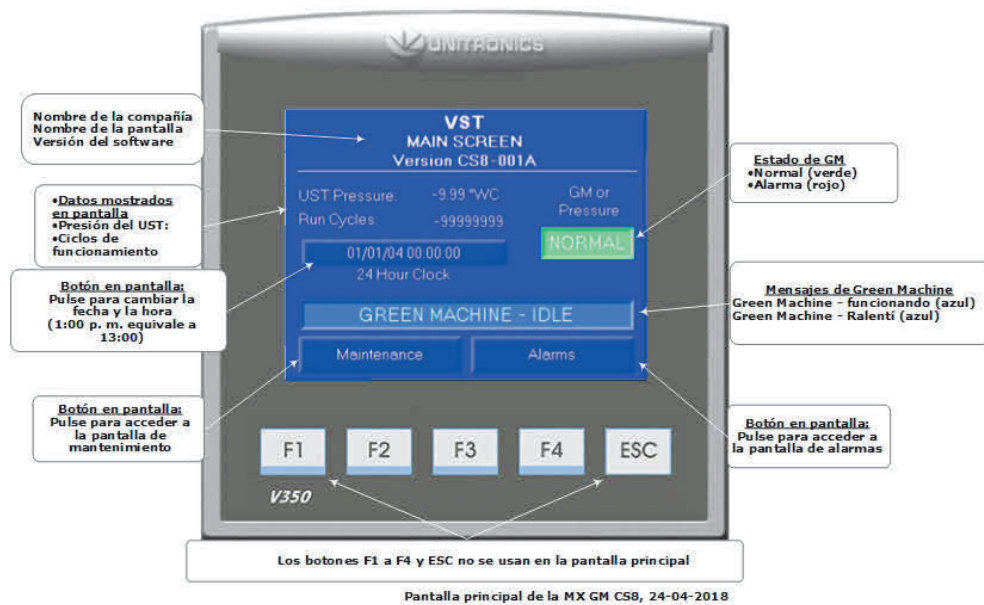 UNITRONICS
Nombre de la compañía
Nombre de la pantalla
Versión del software
VST
MAIN SCREEN
Version CS8-001A
Estado de GM
•Normal (verde)
•Alarma (rojo)
•Datos mostrados
en pantalla
•Presión del UST:
•Ciclos de
funcionamiento
UST Pressure: -9.99 "WC
Run Cycles: -99999999
GM or
Pressure
NORMAL
01/01/04 00:00:00
24 Hour Clock
Botón en pantalla:
Pulse para cambiar la
fecha y la hora
(1:00 p. m. equivale a
13:00)
Mensajes de Green Machine
Green Machine - funcionando (azul)
Green Machine - Ralentí (azul)
GREEN MACHINE - IDLE
Maintenance
Alarms
Botón en pantalla:
Pulse para acceder a
la pantalla de
mantenimiento
Botón en pantalla:
Pulse para acceder a
la pantalla de alarmas
F1 F2 F3 F4 ESC
V350
Los botones F1 a F4 y ESC no se usan en la pantalla principal
Pantalla principal de la MX GM CS8, 24-04-2018